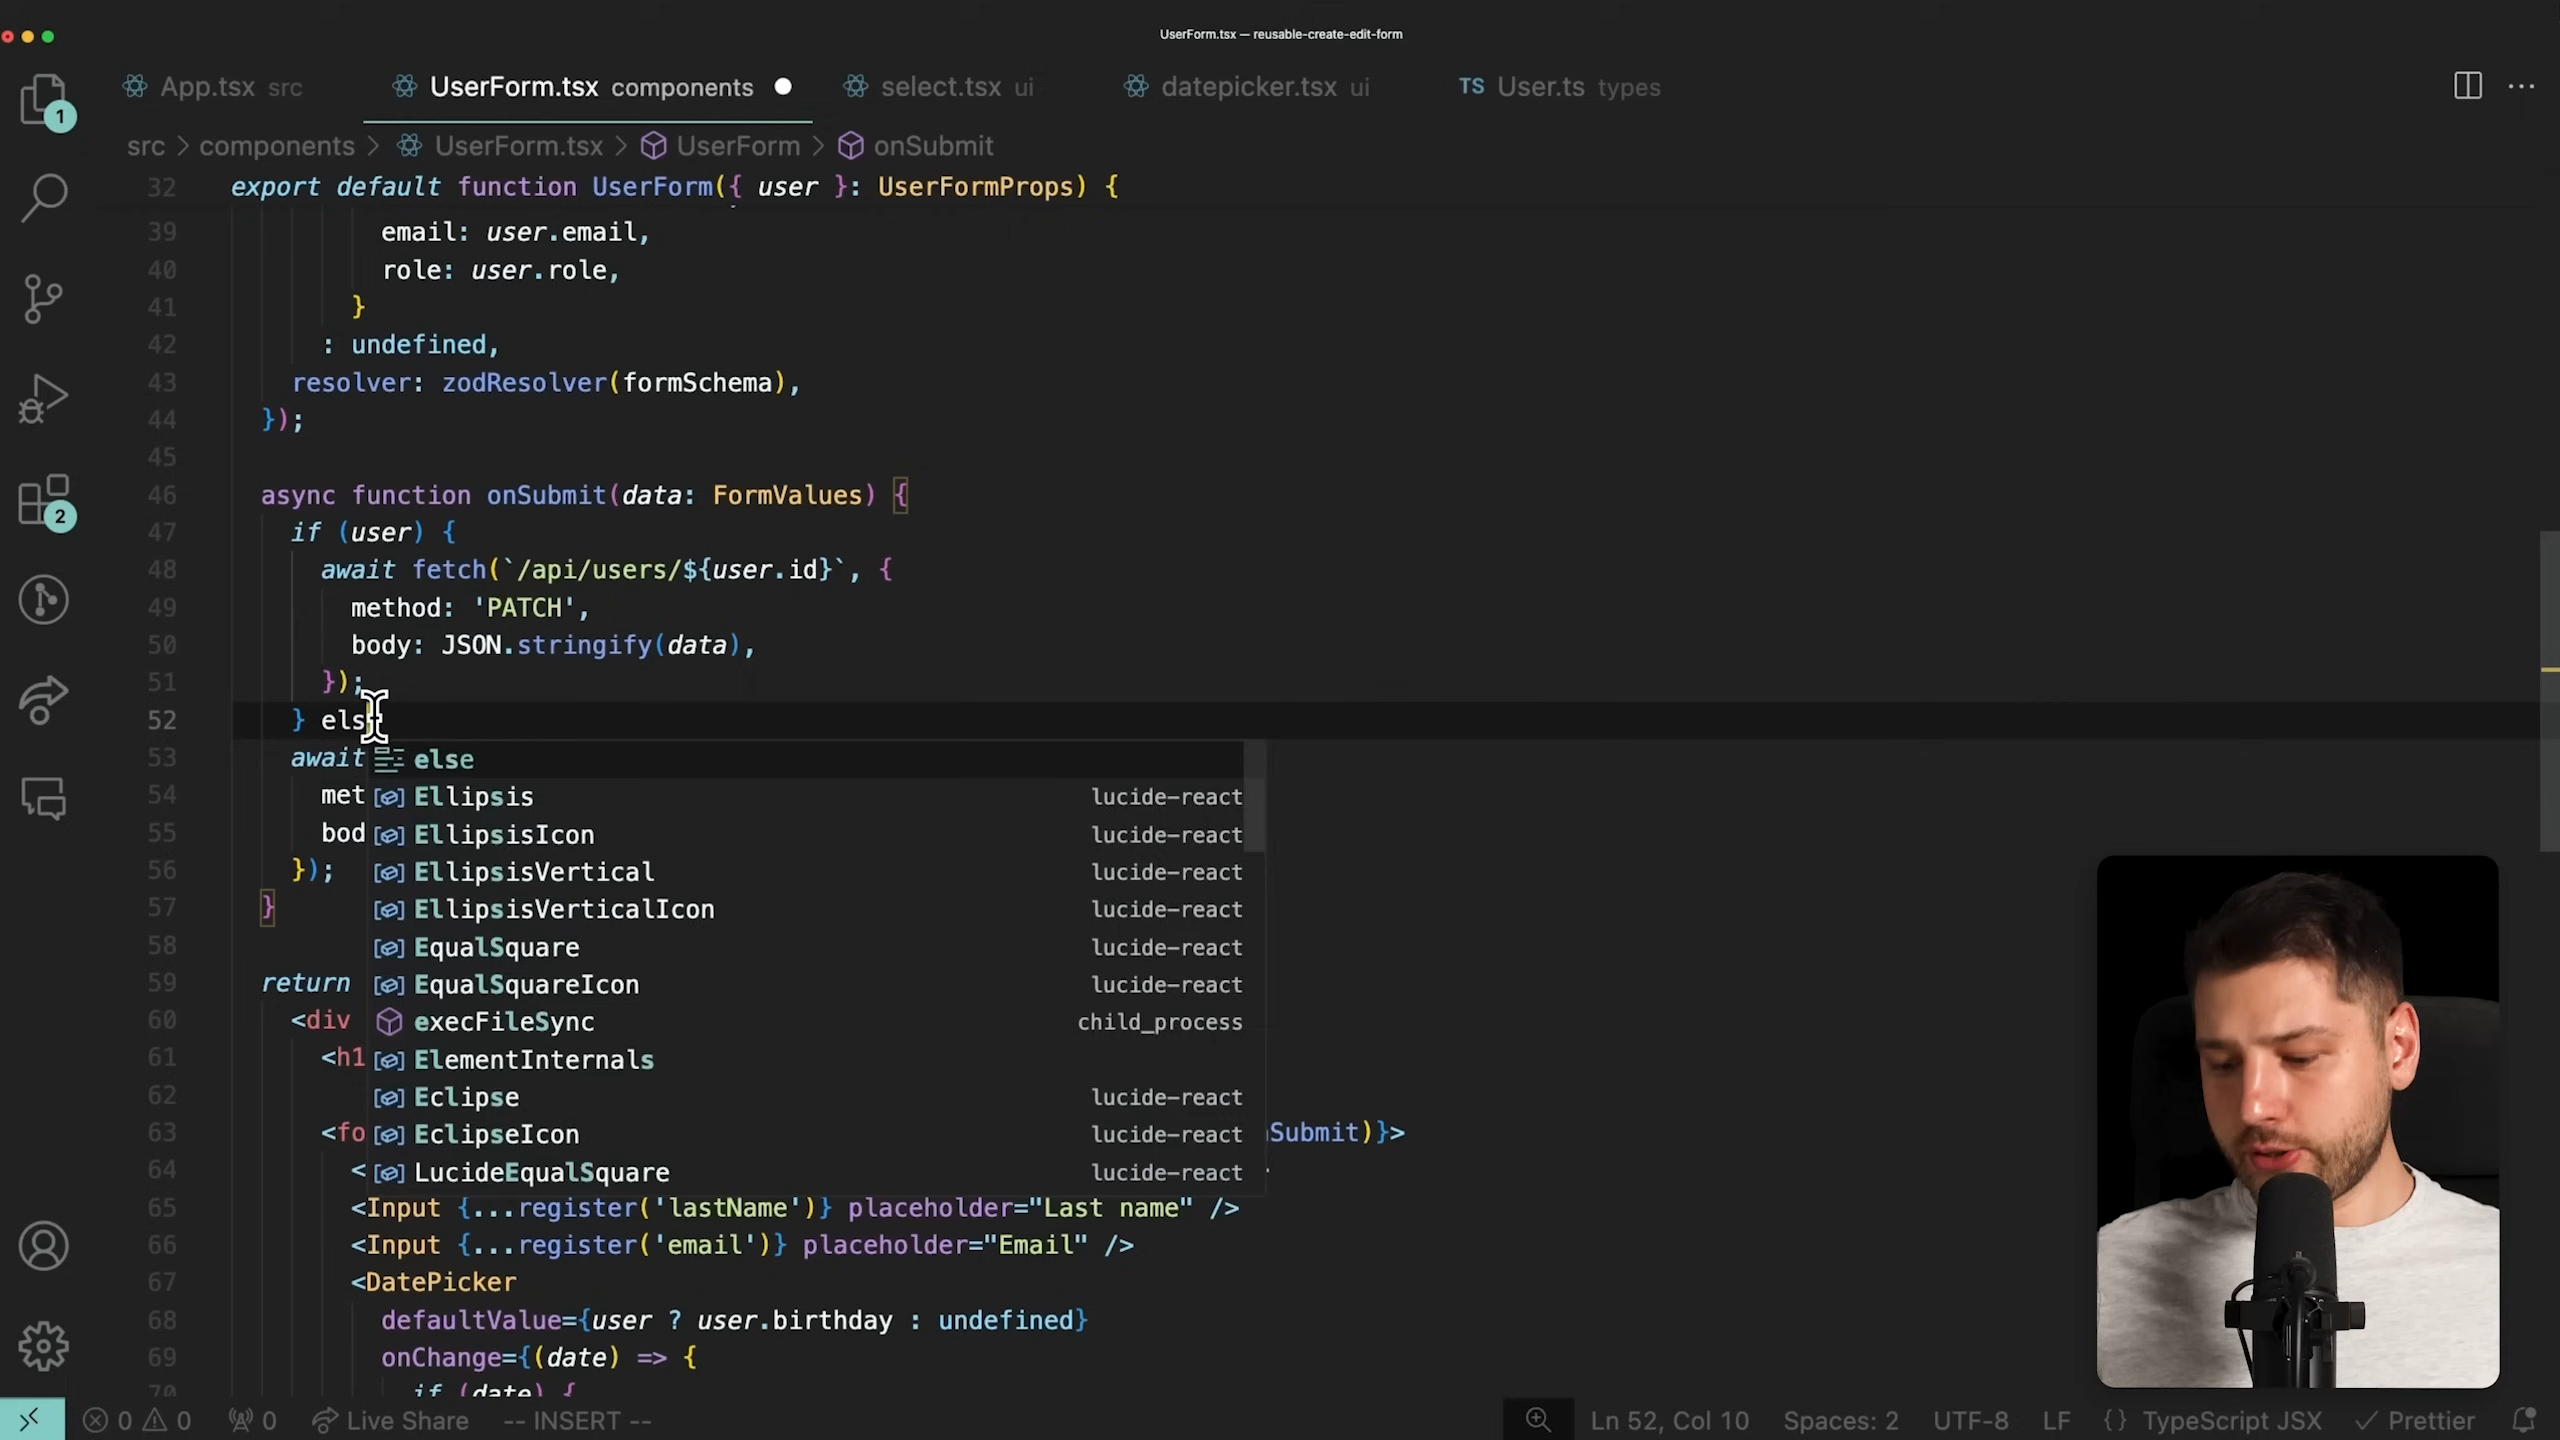 UserForm.tsx — reusable-create-edit-form
App.tsx src UserForm.tsx components select.tsx ui datepicker.tsx ui TS User.ts types
1
src > components > UserForm.tsx > UserForm > onSubmit
32 export default function UserForm({ user }: UserFormProps) {
39 email: user.email,
40 role: user.role,
41 }
42 : undefined,
43 resolver: zodResolver(formSchema),
44 });
45
46 async function onSubmit(data: FormValues) {
2
47 if (user) {
48 await fetch(`/api/users/${user.id}`, {
49 method: 'PATCH',
50 body: JSON.stringify(data),
51 });
52 } els
53 await else
54 met Ellipsis lucide-react
55 bod EllipsisIcon lucide-react
56 }); EllipsisVertical lucide-react
57 } EllipsisVerticalIcon lucide-react
58 EqualSquare lucide-react
59 return EqualSquareIcon lucide-react
60 <div execFileSync child_process
61 <h1 ElementInternals
62 Eclipse lucide-react
63 <fo EclipseIcon lucide-react Submit)}>
64 < LucideEqualSquare lucide-react
65 <Input {...register('lastName')} placeholder="Last name" />
66 <Input {...register('email')} placeholder="Email" />
67 <DatePicker
68 defaultValue={user ? user.birthday : undefined}
69 onChange={(date) => {
70 if (date) {
0 0 0 Live Share -- INSERT -- Ln 52, Col 10 Spaces: 2 UTF-8 LF {} TypeScript JSX Prettier